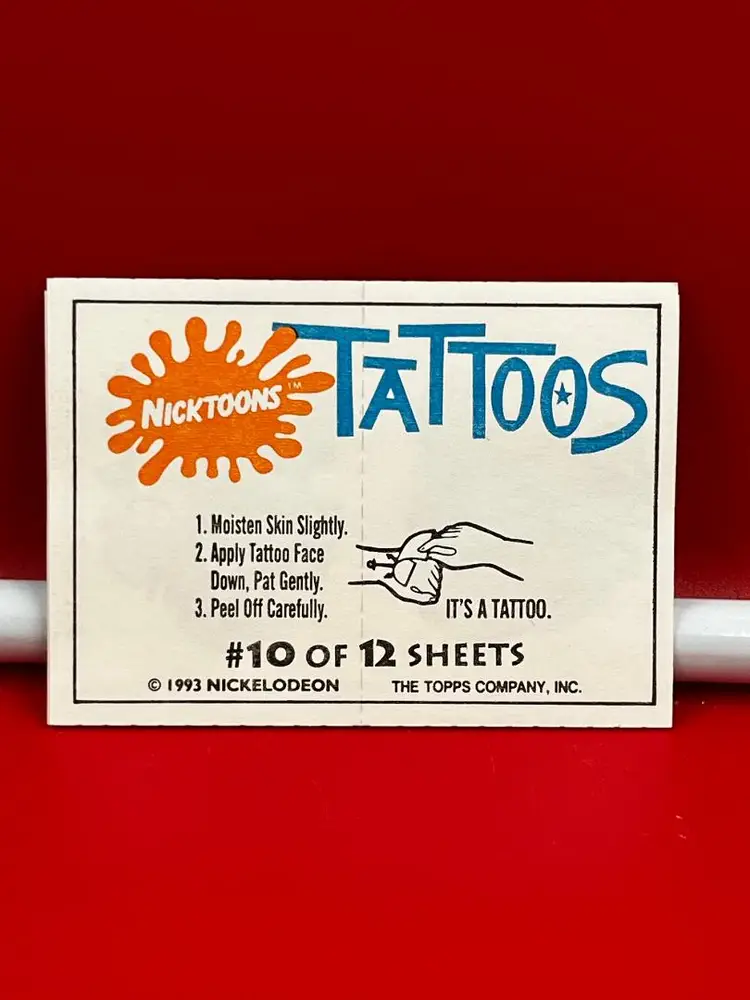 NICKTOONS™ TATTOOS
1. Moisten Skin Slightly.
2. Apply Tattoo Face
Down, Pat Gently.
3. Peel Off Carefully.
IT'S A TATTOO.
#10 OF 12 SHEETS
© 1993 NICKELODEON THE TOPPS COMPANY, INC.